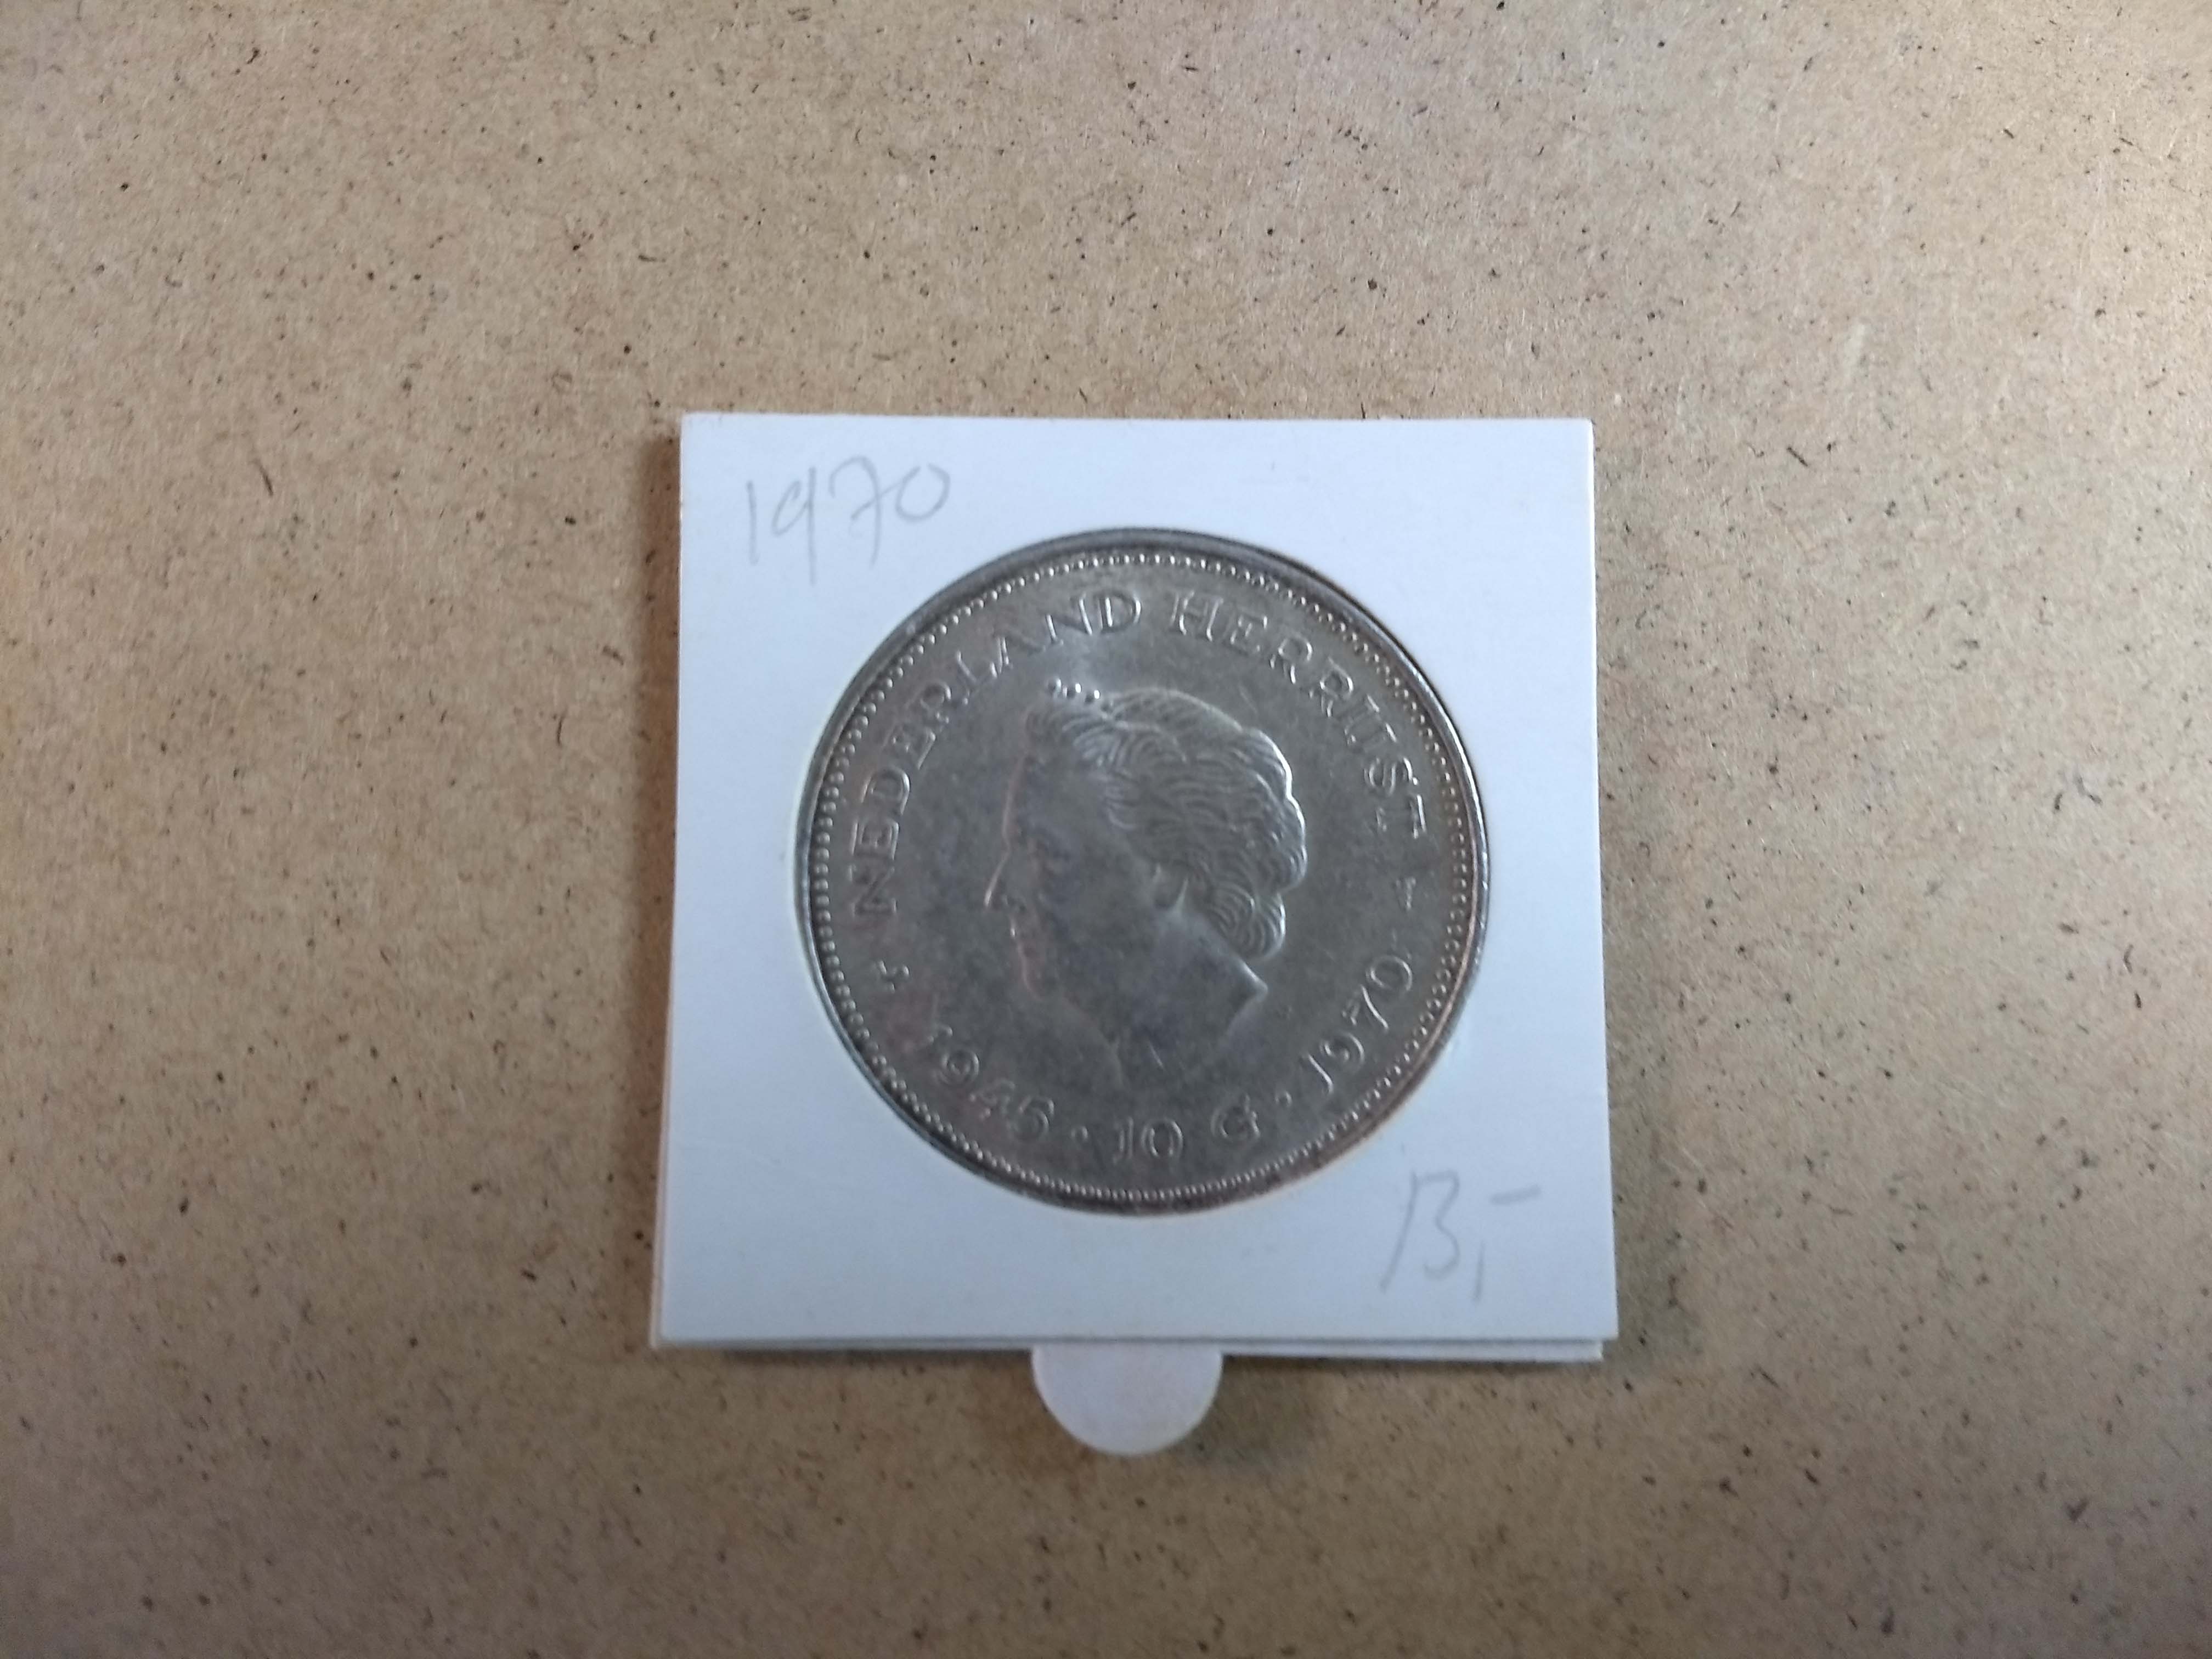 1970
NEDERLAND HERRIJST
1945 · 10 G · 1970
13,-